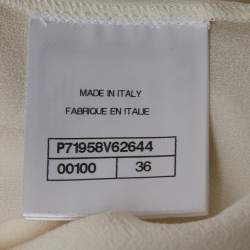 MADE IN ITALY
FABRIQUE EN ITALIE
P71958V62644
00100 36